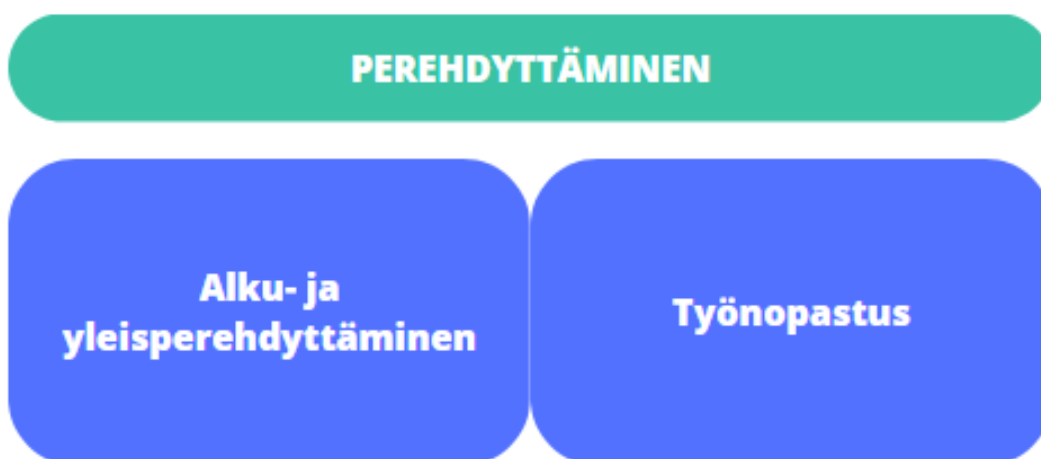 PEREHDYTTÄMINEN
Alku- ja
yleisperehdyttäminen
Työnopastus